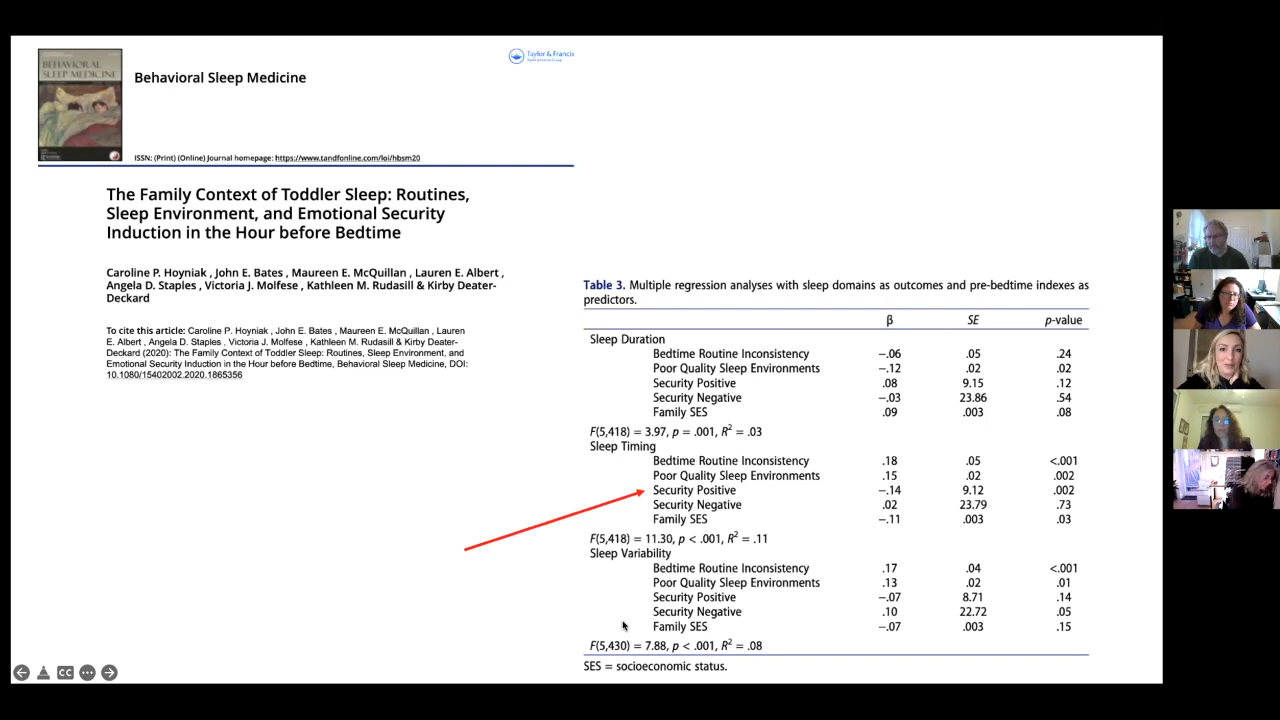 BEHAVIORAL
SLEEP MEDICINE
Taylor & Francis
Behavioral Sleep Medicine
ISSN: (Print) (Online) Journal homepage: https://www.tandfonline.com/loi/hbsm20
The Family Context of Toddler Sleep: Routines,
Sleep Environment, and Emotional Security
Induction in the Hour before Bedtime
Caroline P. Hoyniak , John E. Bates , Maureen E. McQuillan , Lauren E. Albert ,
Angela D. Staples , Victoria J. Molfese , Kathleen M. Rudasill & Kirby Deater-
Deckard
To cite this article: Caroline P. Hoyniak , John E. Bates , Maureen E. McQuillan , Lauren
E. Albert , Angela D. Staples , Victoria J. Molfese , Kathleen M. Rudasill & Kirby Deater-
Deckard (2020): The Family Context of Toddler Sleep: Routines, Sleep Environment, and
Emotional Security Induction in the Hour before Bedtime, Behavioral Sleep Medicine, DOI:
10.1080/15402002.2020.1865356
Table 3. Multiple regression analyses with sleep domains as outcomes and pre-bedtime indexes as
predictors.
β SE p-value
Sleep Duration
Bedtime Routine Inconsistency −.06 .05 .24
Poor Quality Sleep Environments −.12 .02 .02
Security Positive .08 9.15 .12
Security Negative −.03 23.86 .54
Family SES .09 .003 .08
F(5,418) = 3.97, p = .001, R² = .03
Sleep Timing
Bedtime Routine Inconsistency .18 .05 <.001
Poor Quality Sleep Environments .15 .02 .002
Security Positive −.14 9.12 .002
Security Negative .02 23.79 .73
Family SES −.11 .003 .03
F(5,418) = 11.30, p < .001, R² = .11
Sleep Variability
Bedtime Routine Inconsistency .17 .04 <.001
Poor Quality Sleep Environments .13 .02 .01
Security Positive −.07 8.71 .14
Security Negative .10 22.72 .05
Family SES −.07 .003 .15
F(5,430) = 7.88, p < .001, R² = .08
SES = socioeconomic status.
CC